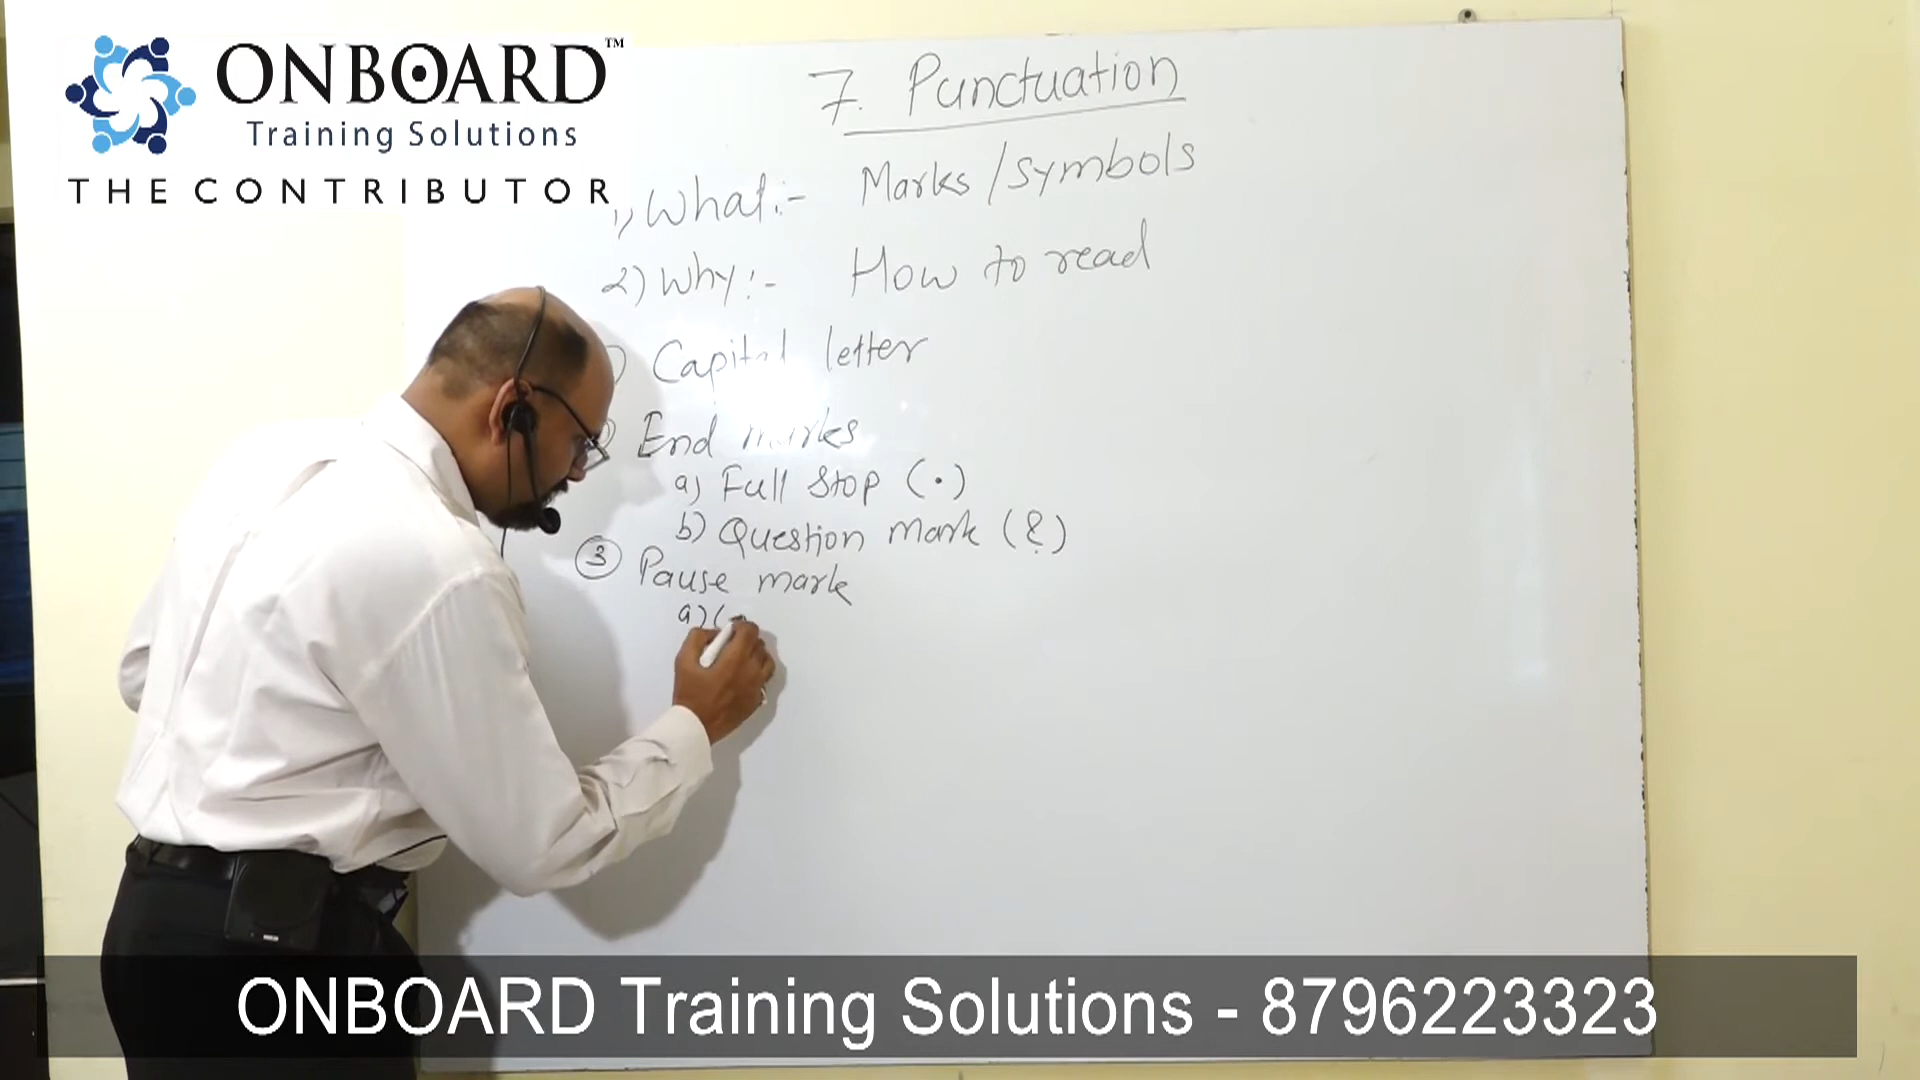 ONBOARD™
Training Solutions
THE CONTRIBUTOR
7. Punctuation
1) What:- Marks/Symbols
2) Why:- How to read
) Capital letter
) End marks
a) Full Stop (.)
b) Question Mark (?)
③ Pause mark
a) (
ONBOARD Training Solutions - 8796223323